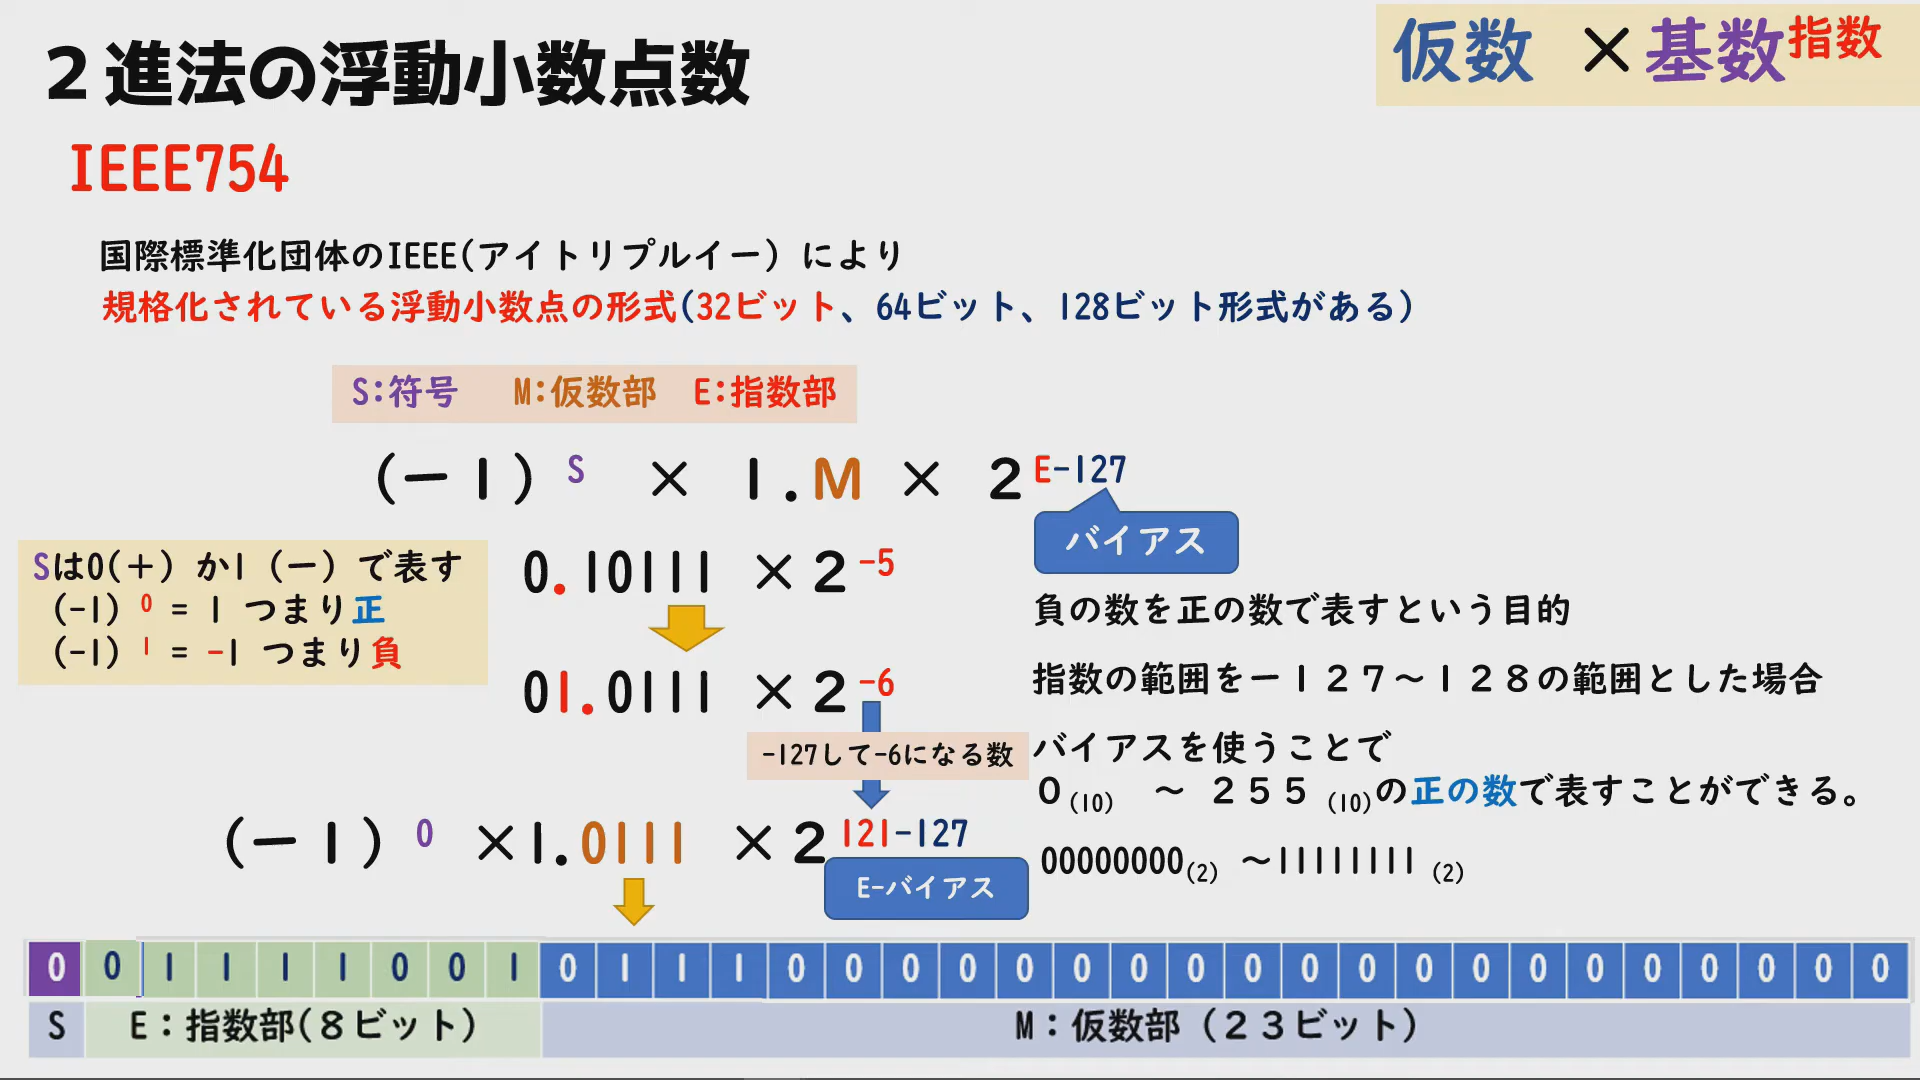 2進法の浮動小数点数
仮数 × 基数指数
IEEE754
国際標準化団体のIEEE(アイトリプルイー）により
規格化されている浮動小数点の形式(32ビット、64ビット、128ビット形式がある)
S:符号 M:仮数部 E:指数部
(－1) S × 1.M × 2 E-127
バイアス
Sは0(＋）か1（－）で表す
(-1) 0 = 1 つまり正
(-1) 1 = -1 つまり負
0.10111 ×2 -5
01.0111 ×2 -6
-127して-6になる数
(－1) 0 ×1.0111 ×2 121-127
E-バイアス
負の数を正の数で表すという目的
指数の範囲を－１２７～１２８の範囲とした場合
バイアスを使うことで
０(10) ～ ２５５ (10)の正の数で表すことができる。
00000000(2) ～11111111 (2)
0 0 1 1 1 1 0 0 1 0 1 1 1 0 0 0 0 0 0 0 0 0 0 0 0 0 0 0 0 0 0 0 0
S E：指数部(８ビット) M：仮数部（２３ビット）